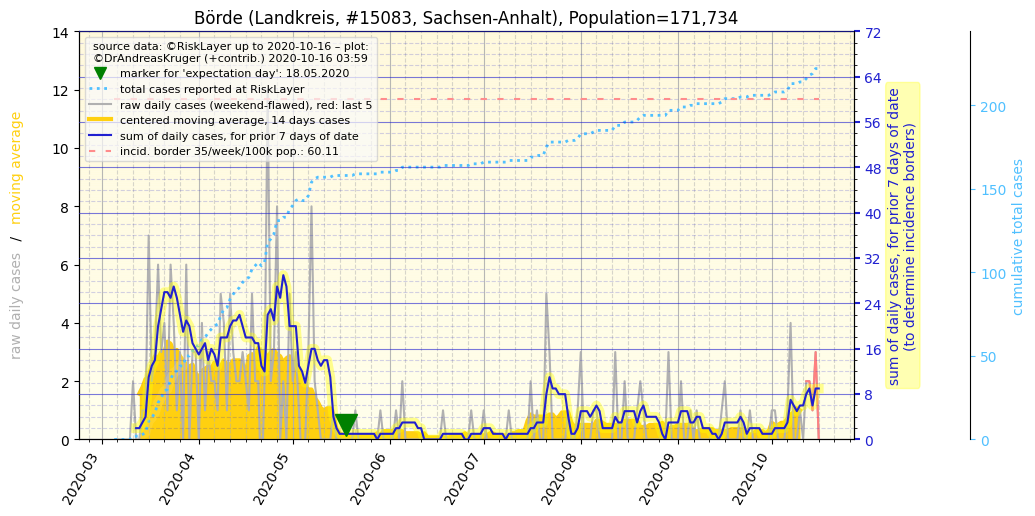 Börde (Landkreis, #15083, Sachsen-Anhalt), Population=171,734
source data: ©RiskLayer up to 2020-10-16 – plot:
©DrAndreasKruger (+contrib.) 2020-10-16 03:59
marker for 'expectation day': 18.05.2020
total cases reported at RiskLayer
raw daily cases (weekend-flawed), red: last 5
centered moving average, 14 days cases
sum of daily cases, for prior 7 days of date
incid. border 35/week/100k pop.: 60.11
raw daily cases / moving average
14
12
10
8
6
4
2
0
72
64
56
48
40
32
24
16
8
0
sum of daily cases, for prior 7 days of date
(to determine incidence borders)
200
150
100
50
0
cumulative total cases
2020-03
2020-04
2020-05
2020-06
2020-07
2020-08
2020-09
2020-10